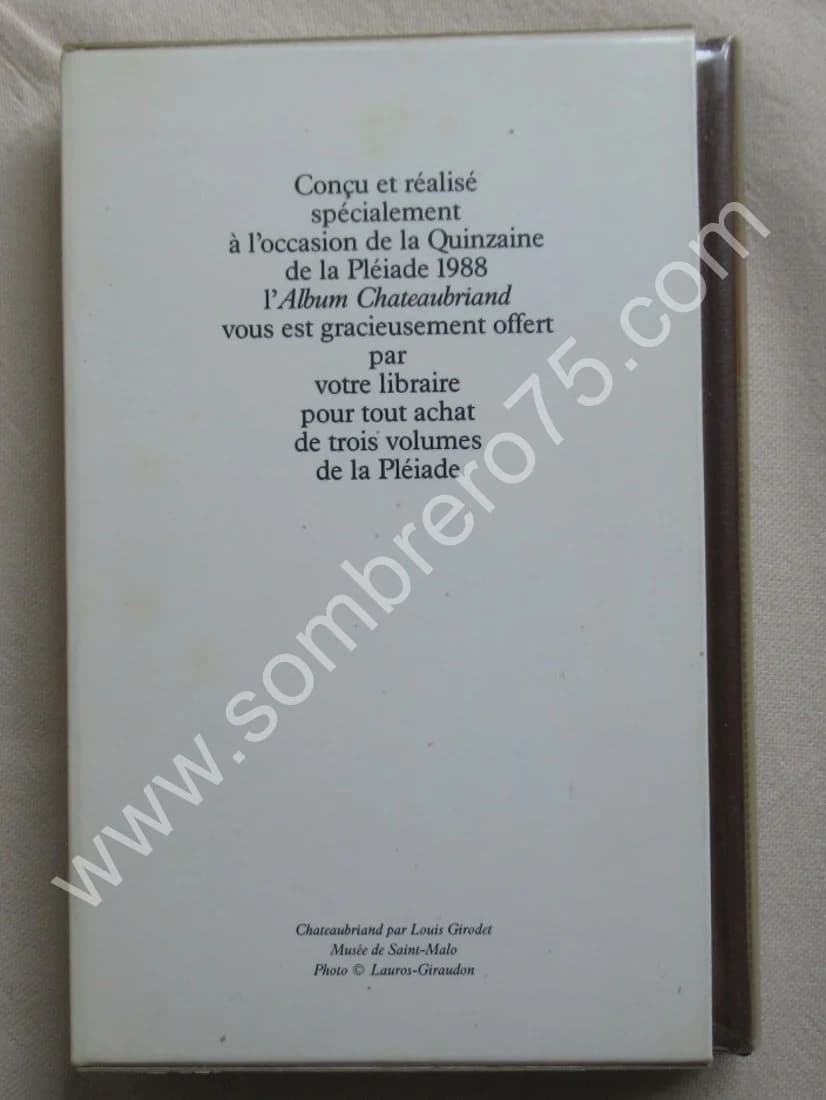 Conçu et réalisé
spécialement
à l'occasion de la Quinzaine
de la Pléiade 1988
l'Album Chateaubriand
vous est gracieusement offert
par
votre libraire
pour tout achat
de trois volumes
de la Pléiade
www.sombrero75.com
Chateaubriand par Louis Girodet
Musée de Saint-Malo
Photo © Lauros-Giraudon